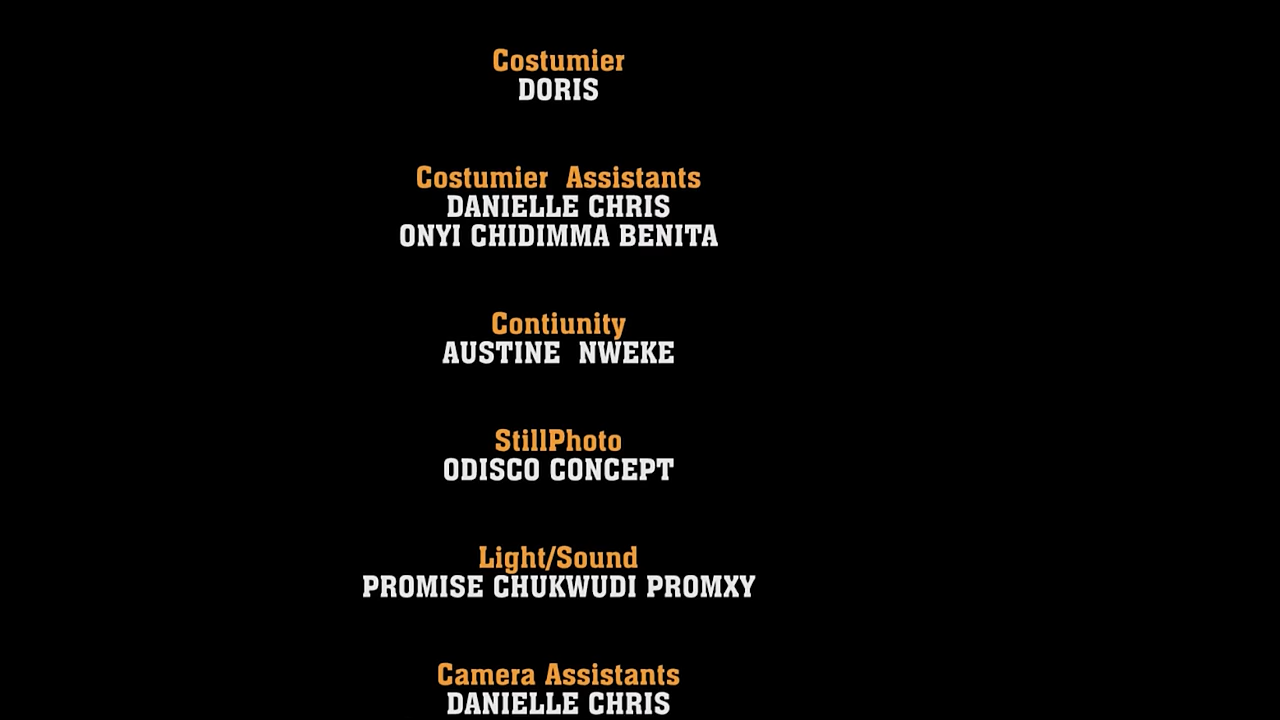 Costumier
DORIS
Costumier  Assistants
DANIELLE CHRIS
ONYI CHIDIMMA BENITA
Contiunity
AUSTINE  NWEKE
StillPhoto
ODISCO CONCEPT
Light/Sound
PROMISE CHUKWUDI PROMXY
Camera Assistants
DANIELLE CHRIS